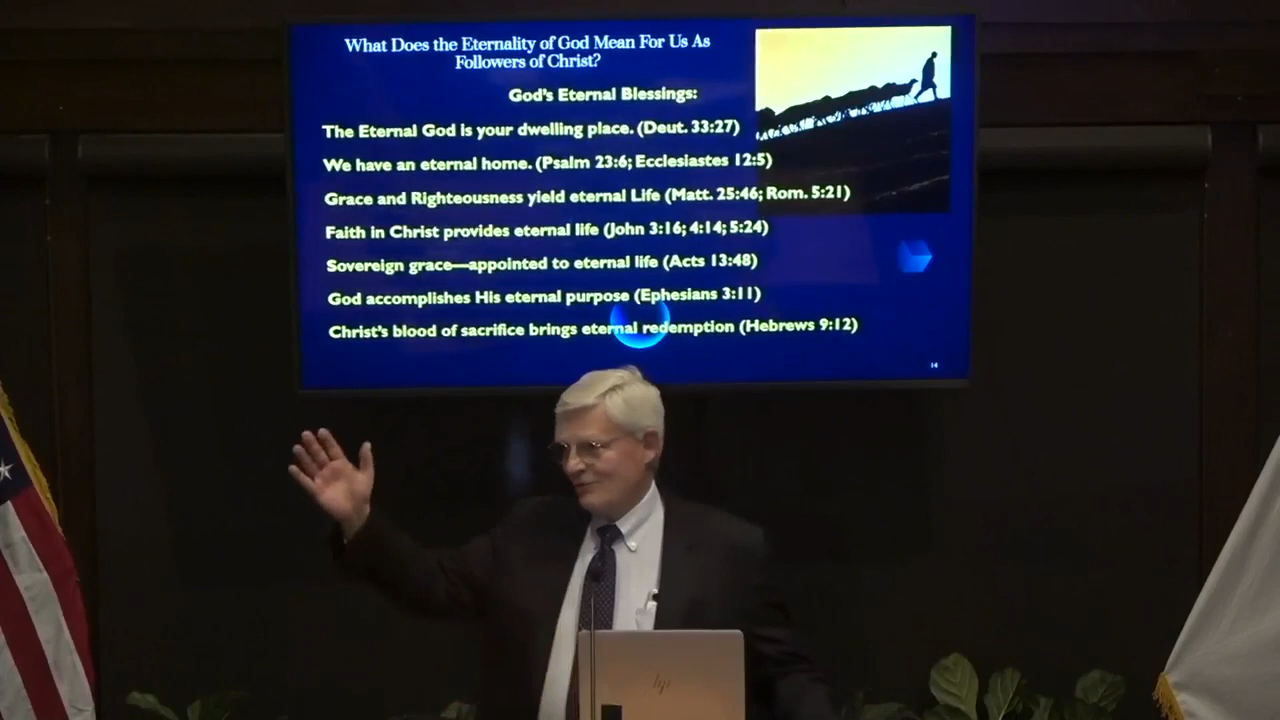 What Does the Eternality of God Mean For Us As
Followers of Christ?
God's Eternal Blessings:
The Eternal God is your dwelling place. (Deut. 33:27)
We have an eternal home. (Psalm 23:6; Ecclesiastes 12:5)
Grace and Righteousness yield eternal Life (Matt. 25:46; Rom. 5:21)
Faith in Christ provides eternal life (John 3:16; 4:14; 5:24)
Sovereign grace—appointed to eternal life (Acts 13:48)
God accomplishes His eternal purpose (Ephesians 3:11)
Christ's blood of sacrifice brings eternal redemption (Hebrews 9:12)
14
hp